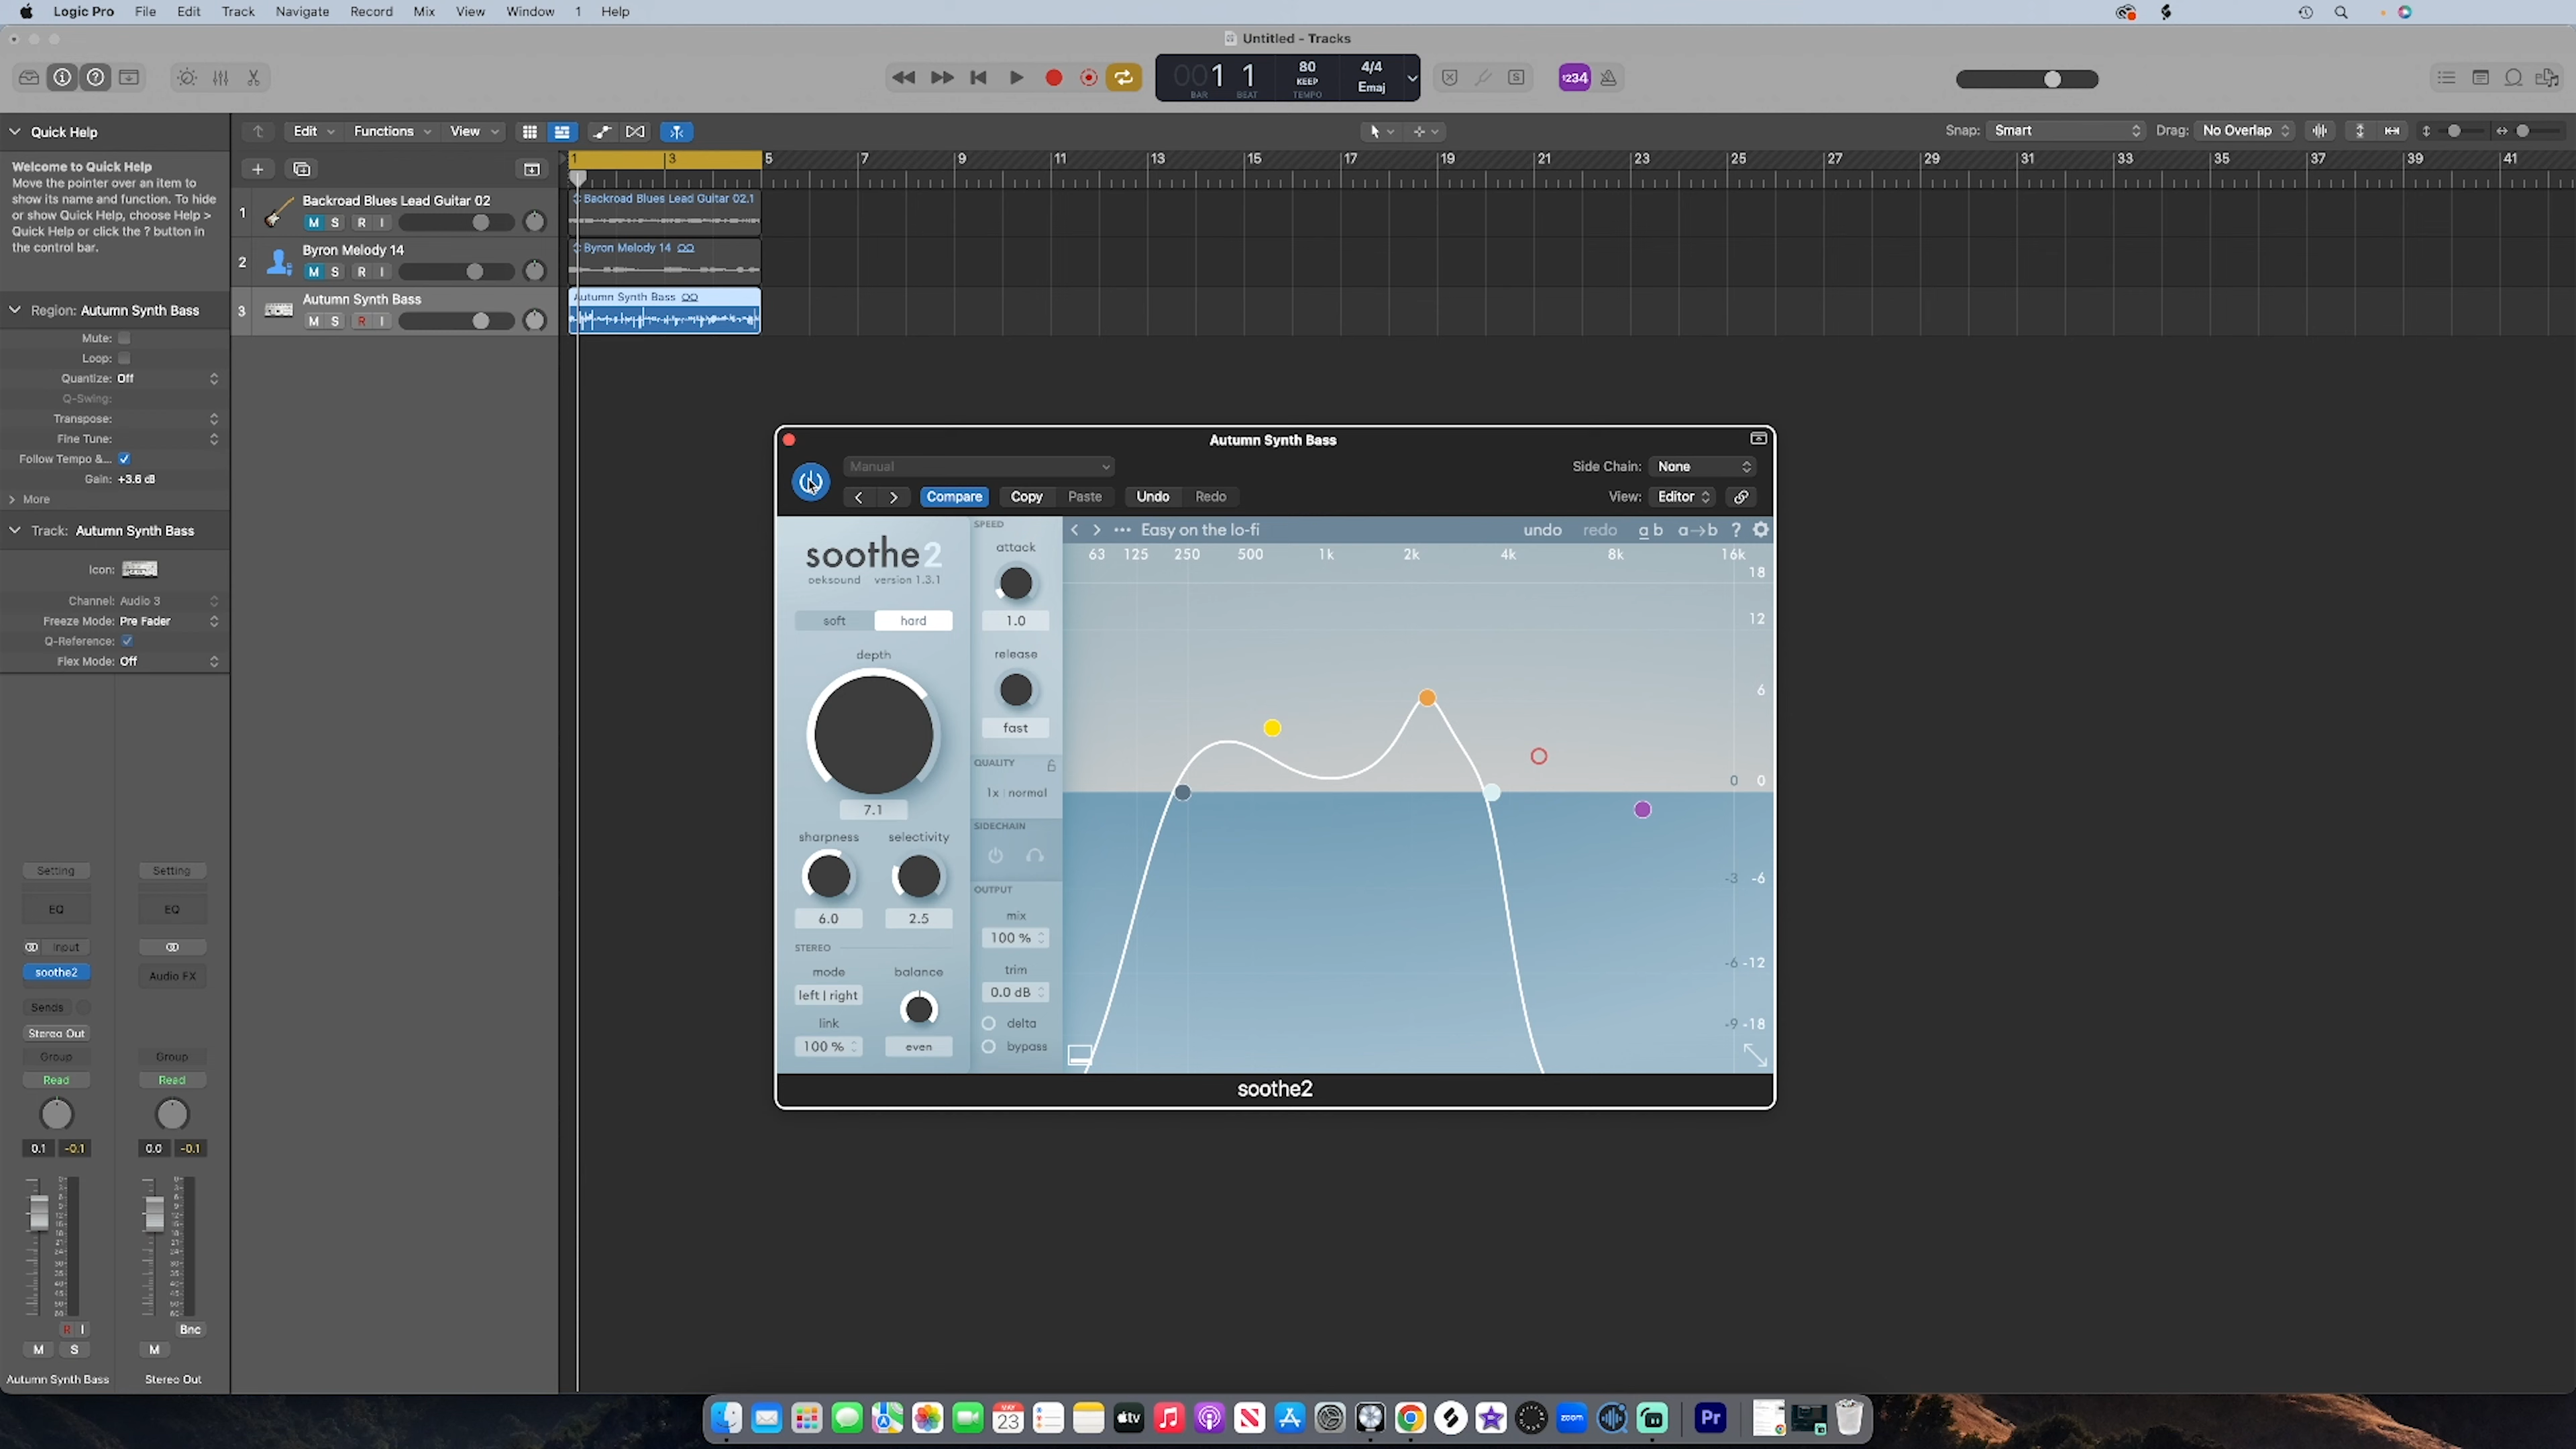 Logic Pro File Edit Track Navigate Record Mix View Window 1 Help
Untitled - Tracks
001 1 80 4/4
KEEP Emaj
BAR BEAT TEMPO
1234
Quick Help
Edit Functions View
Snap: Smart Drag: No Overlap
Welcome to Quick Help
Move the pointer over an item to
show its name and function. To hide
or show Quick Help, choose Help >
Quick Help or click the ? button in
the control bar.
1 3 5 7 9 11 13 15 17 19 21 23 25 27 29 31 33 35 37 39 41
1 Backroad Blues Lead Guitar 02
M S R I
Backroad Blues Lead Guitar 02.1
2 Byron Melody 14
M S R I
Byron Melody 14
3 Autumn Synth Bass
M S R I
Autumn Synth Bass
Region: Autumn Synth Bass
Mute:
Loop:
Quantize: Off
Q-Swing:
Transpose:
Fine Tune:
Follow Tempo &...
Gain: +3.6 dB
More
Track: Autumn Synth Bass
Icon:
Channel: Audio 3
Freeze Mode: Pre Fader
Q-Reference:
Flex Mode: Off
Setting Setting
EQ EQ
Input
soothe2 Audio FX
Sends
Stereo Out
Group Group
Read Read
0.1 -0.1 0.0 -0.1
R I Bnc
M S M
Autumn Synth Bass Stereo Out
Autumn Synth Bass
Manual
Side Chain: None
Compare Copy Paste Undo Redo
View: Editor
soothe2
oeksound version 1.3.1
soft hard
depth
7.1
sharpness selectivity
6.0 2.5
STEREO
mode balance
left | right
link
100 % even
SPEED
attack
1.0
release
fast
QUALITY
1x | normal
SIDECHAIN
OUTPUT
mix
100 %
trim
0.0 dB
delta
bypass
Easy on the lo-fi
undo redo a b a→b ?
63 125 250 500 1k 2k 4k 8k 16k
18
12
6
0 0
-3 -6
-6 -12
-9 -18
soothe2
MAY
23
tv
zoom
Pr